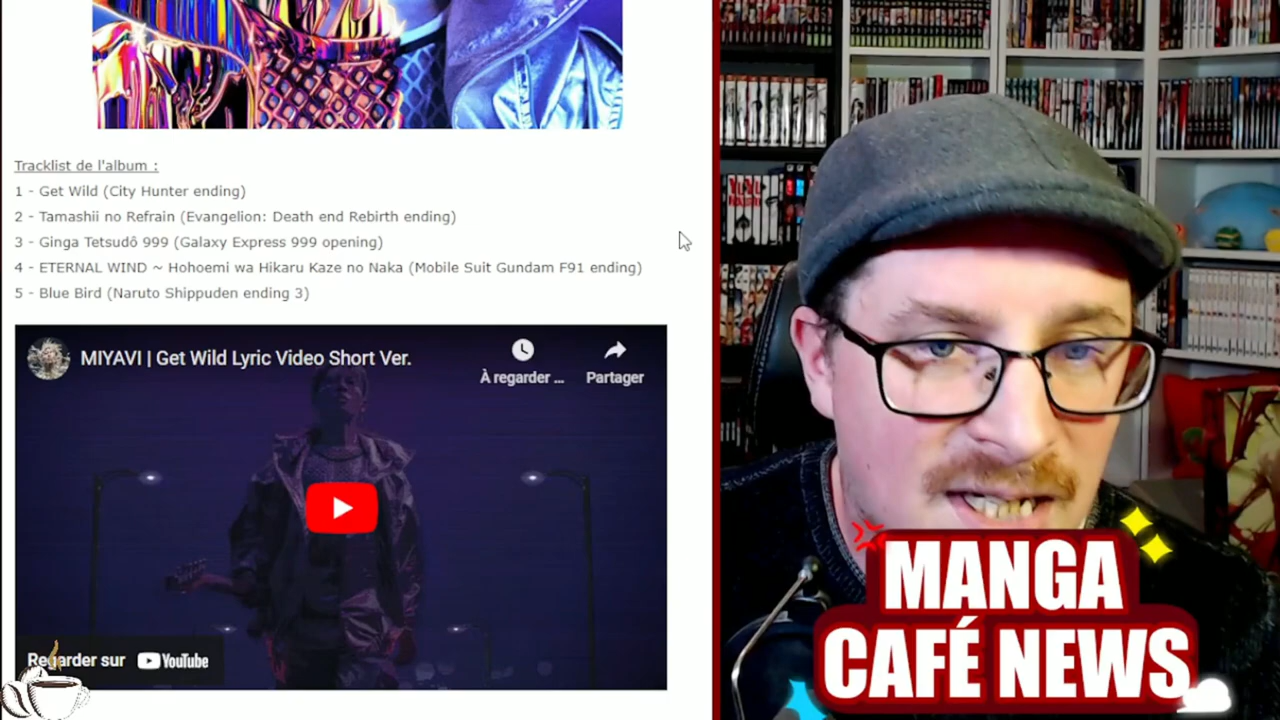 Tracklist de l'album :
1 - Get Wild (City Hunter ending)
2 - Tamashii no Refrain (Evangelion: Death end Rebirth ending)
3 - Ginga Tetsudô 999 (Galaxy Express 999 opening)
4 - ETERNAL WIND ~ Hohoemi wa Hikaru Kaze no Naka (Mobile Suit Gundam F91 ending)
5 - Blue Bird (Naruto Shippuden ending 3)
MIYAVI | Get Wild Lyric Video Short Ver.
À regarder ...
Partager
Regarder sur YouTube
MANGA
CAFÉ NEWS